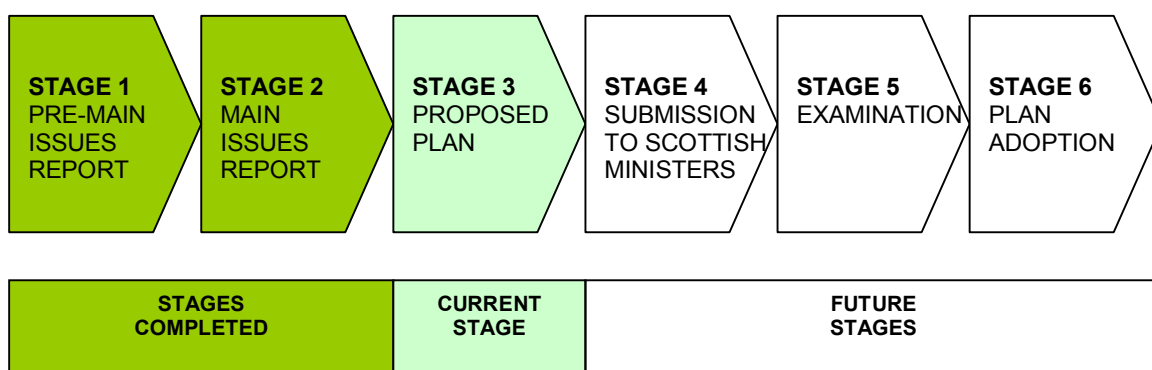 STAGE 1
PRE-MAIN
ISSUES
REPORT
STAGE 2
MAIN
ISSUES
REPORT
STAGE 3
PROPOSED
PLAN
STAGE 4
SUBMISSION
TO SCOTTISH
MINISTERS
STAGE 5
EXAMINATION
STAGE 6
PLAN
ADOPTION
STAGES
COMPLETED
CURRENT
STAGE
FUTURE
STAGES